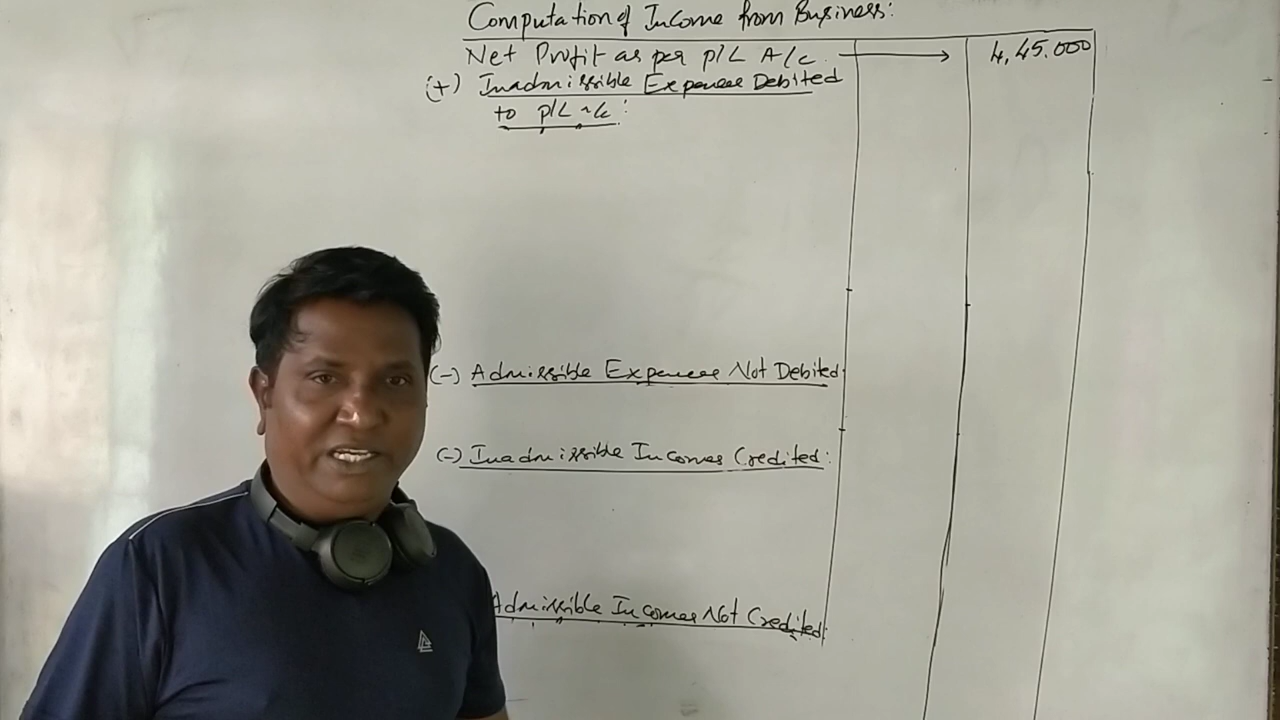 Computation of Income from Business:
Net Profit as per P/L A/c 4,45,000
(+) Inadmissible Expenses Debited
to P/L A/c:
(-) Admissible Expenses Not Debited:
(-) Inadmissible Incomes Credited:
Admissible Incomes Not Credited: